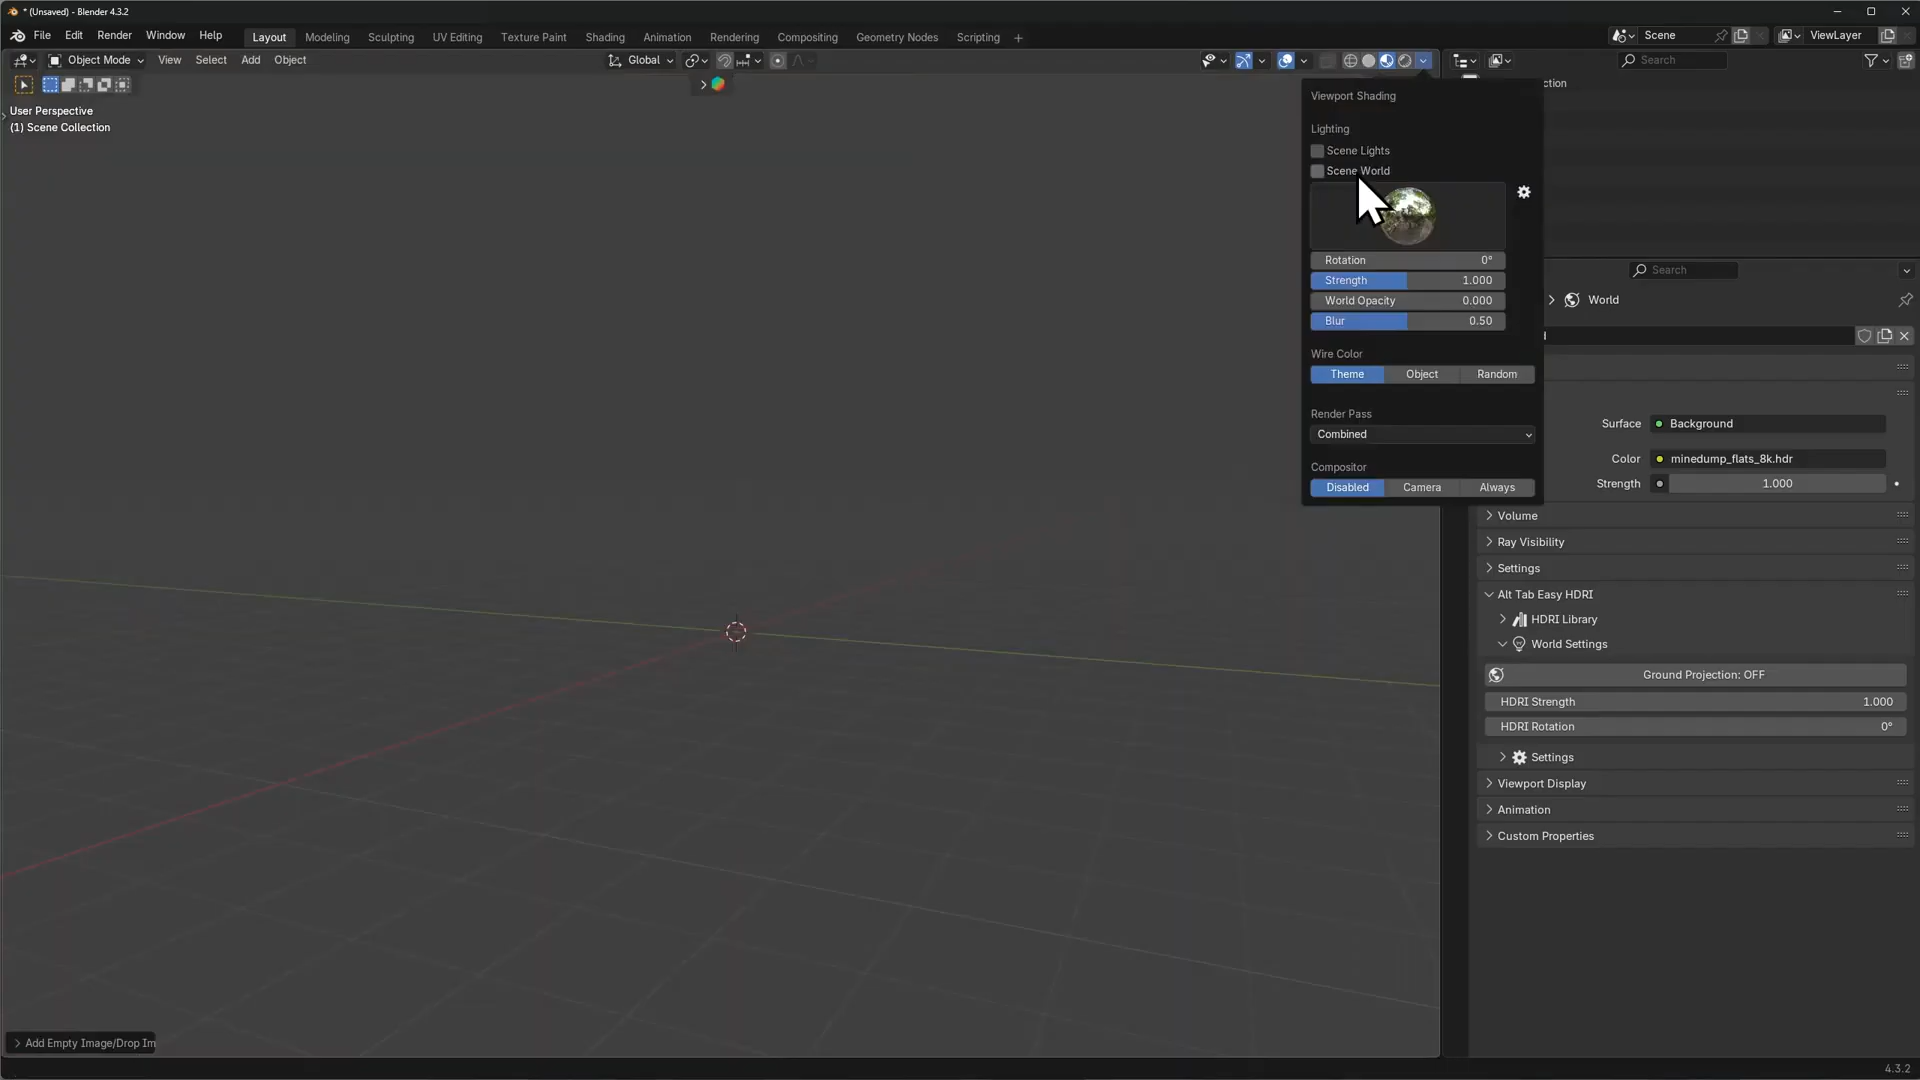 * (Unsaved) - Blender 4.3.2
File Edit Render Window Help Layout Modeling Sculpting UV Editing Texture Paint Shading Animation Rendering Compositing Geometry Nodes Scripting + Scene ViewLayer
Object Mode View Select Add Object Global Search
User Perspective
(1) Scene Collection
Viewport Shading
Lighting
Scene Lights
Scene World
Rotation 0°
Strength 1.000
World Opacity 0.000
Blur 0.50
Wire Color
Theme Object Random
Render Pass
Combined
Compositor
Disabled Camera Always
ction
Search
World
Surface Background
Color minedump_flats_8k.hdr
Strength 1.000
Volume
Ray Visibility
Settings
Alt Tab Easy HDRI
HDRI Library
World Settings
Ground Projection: OFF
HDRI Strength 1.000
HDRI Rotation 0°
Settings
Viewport Display
Animation
Custom Properties
Add Empty Image/Drop Im
4.3.2